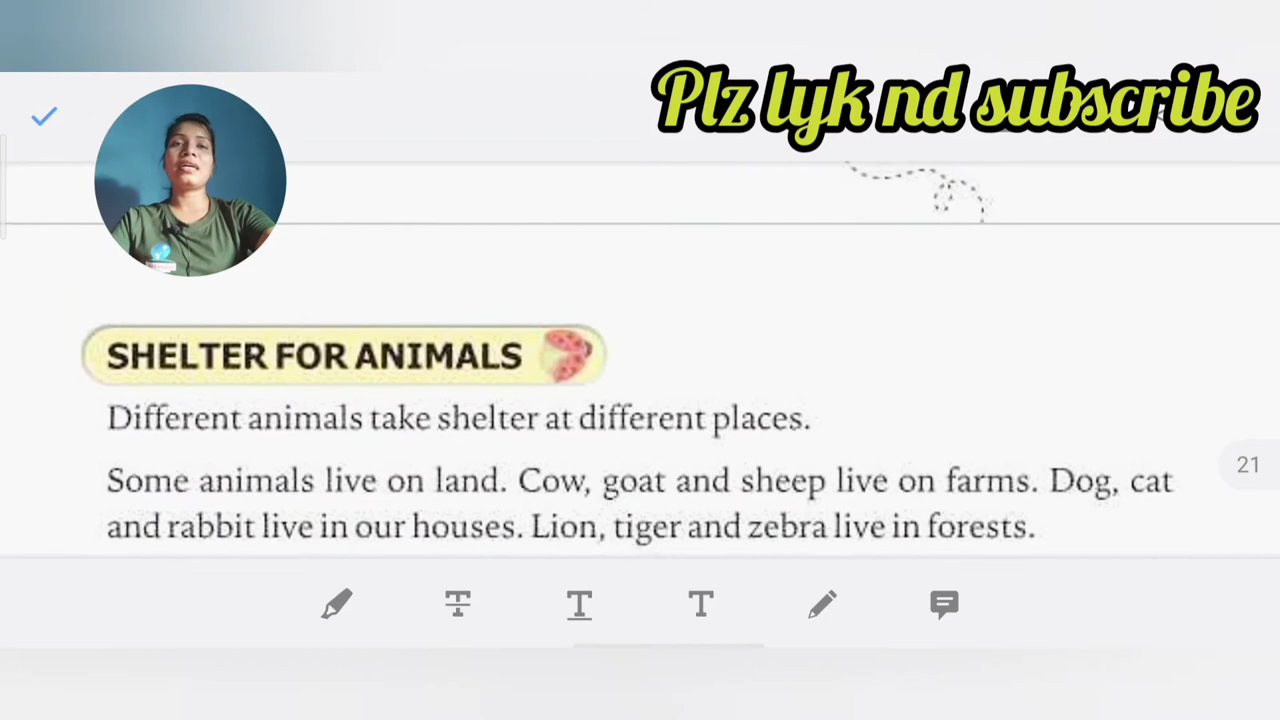 Plz lyk nd subscribe
SHELTER FOR ANIMALS
Different animals take shelter at different places.
Some animals live on land. Cow, goat and sheep live on farms. Dog, cat
and rabbit live in our houses. Lion, tiger and zebra live in forests.
21
T
T
T